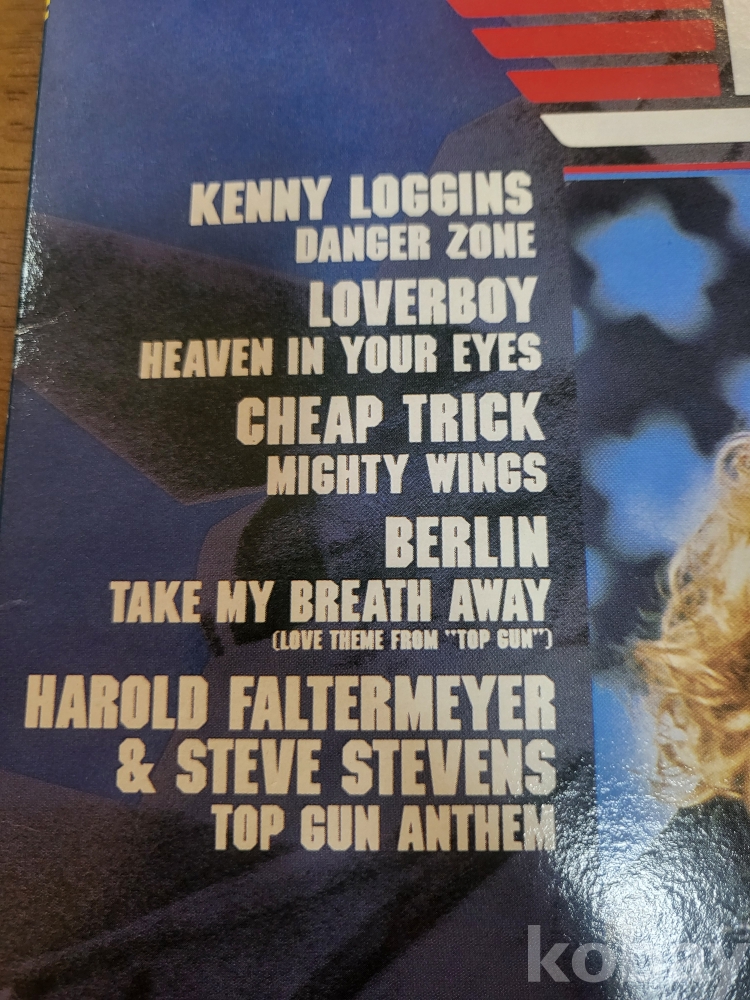 KENNY LOGGINS
DANGER ZONE
LOVERBOY
HEAVEN IN YOUR EYES
CHEAP TRICK
MIGHTY WINGS
BERLIN
TAKE MY BREATH AWAY
(LOVE THEME FROM "TOP GUN")
HAROLD FALTERMEYER
& STEVE STEVENS
TOP GUN ANTHEM
kobay